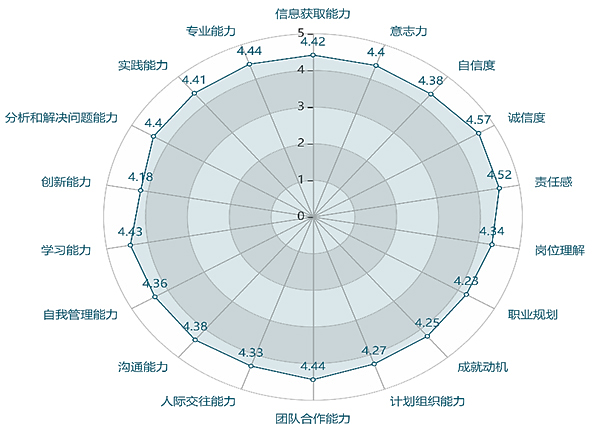 信息获取能力
5
4.42
意志力
4.4
自信度
4.38
诚信度
4.57
责任感
4.52
岗位理解
4.34
职业规划
4.23
成就动机
4.25
计划组织能力
4.27
团队合作能力
4.44
人际交往能力
4.33
沟通能力
4.38
自我管理能力
4.36
学习能力
4.43
创新能力
4.18
分析和解决问题能力
4.4
实践能力
4.41
专业能力
4.44
4
3
2
1
0